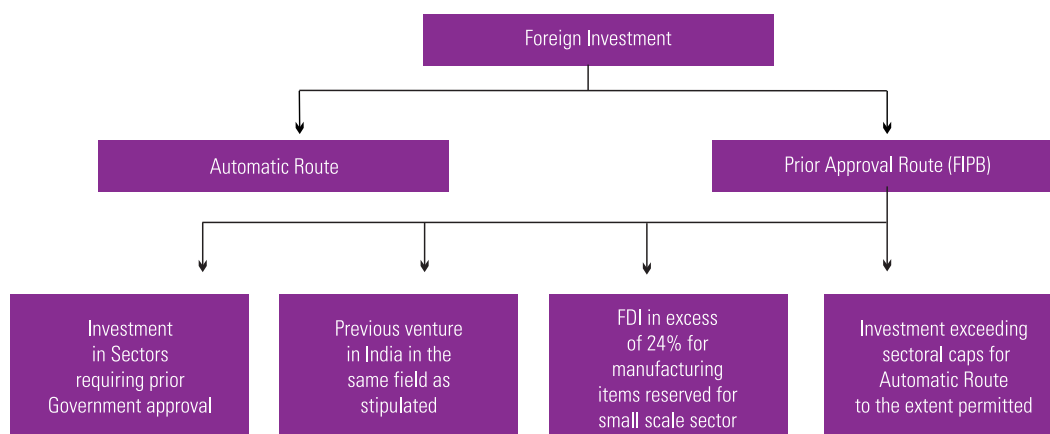 Foreign Investment
Automatic Route
Prior Approval Route (FIPB)
Investment
in Sectors
requiring prior
Government approval
Previous venture
in India in the
same field as
stipulated
FDI in excess
of 24% for
manufacturing
items reserved for
small scale sector
Investment exceeding
sectoral caps for
Automatic Route
to the extent permitted